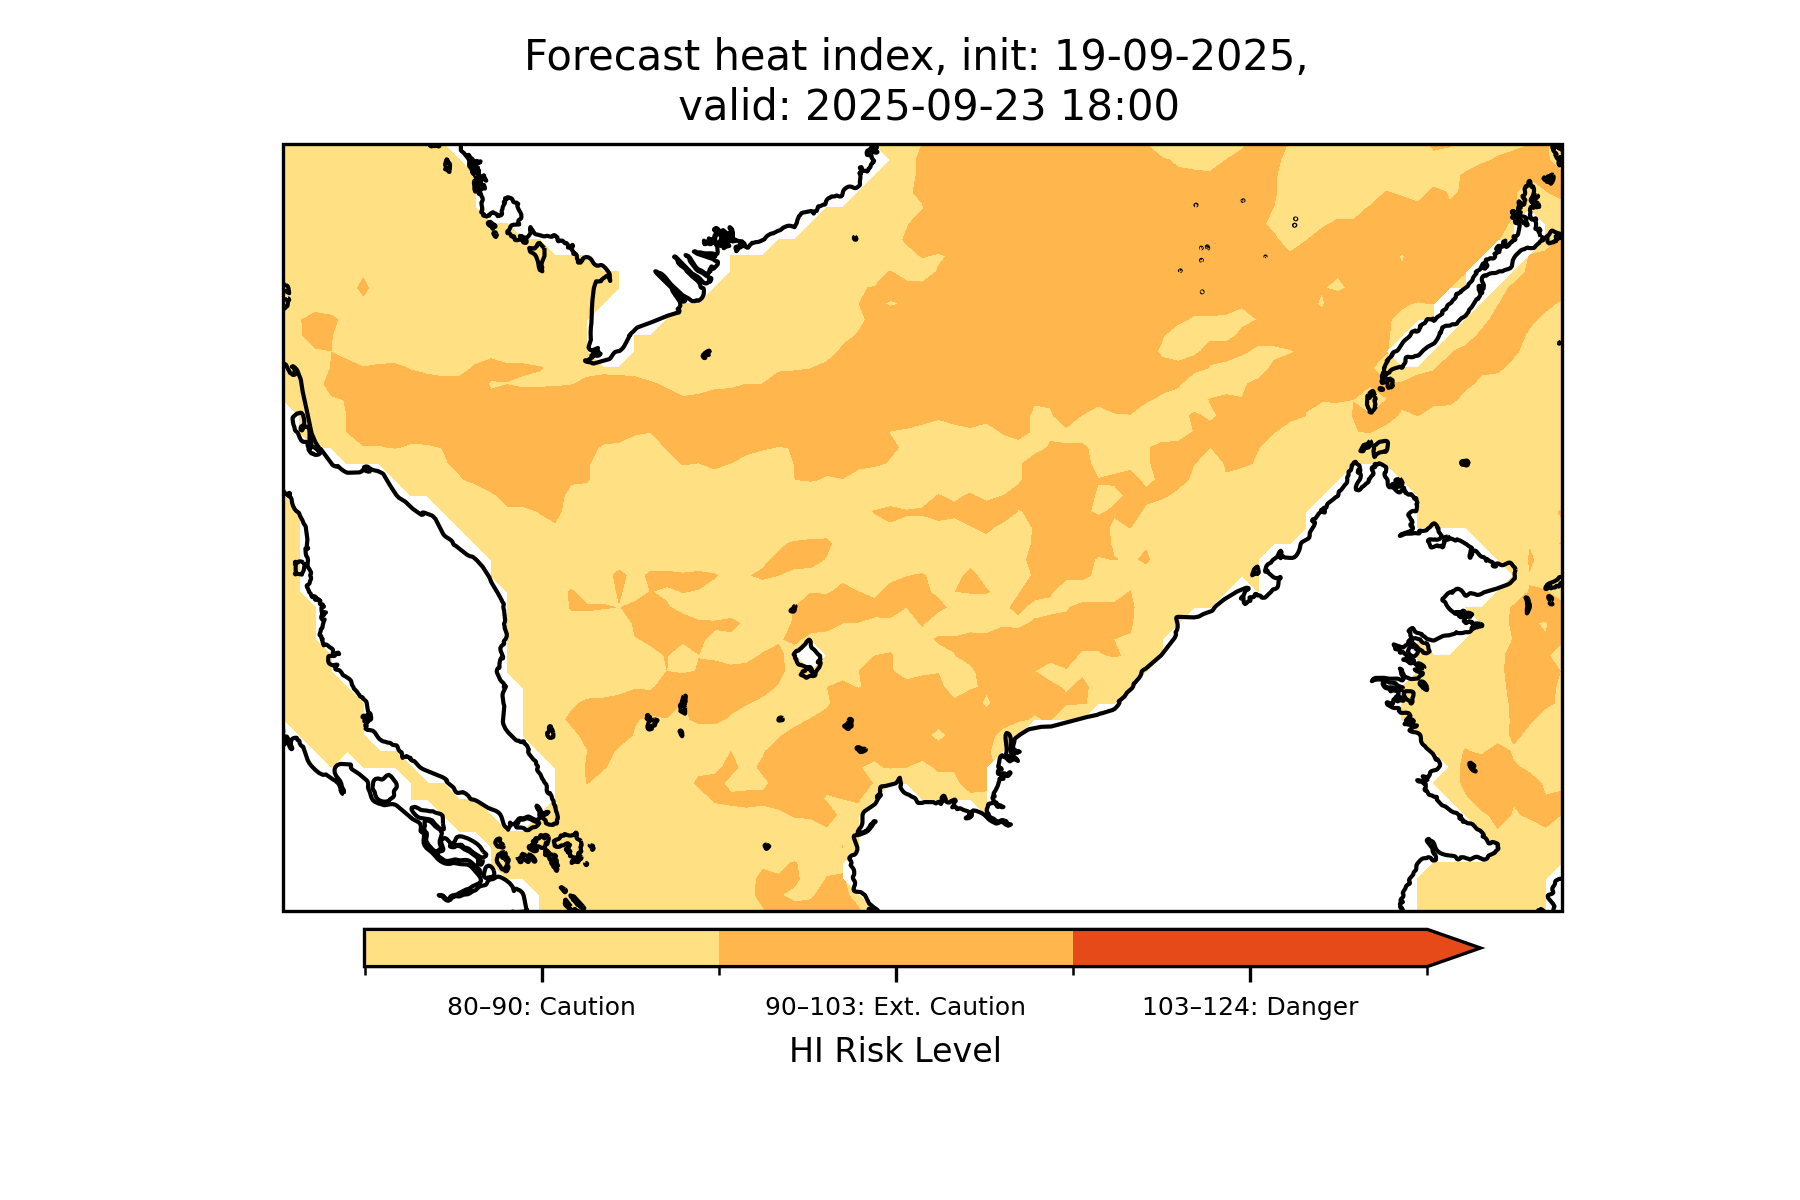 Forecast heat index, init: 19-09-2025,
valid: 2025-09-23 18:00
80–90: Caution
90–103: Ext. Caution
103–124: Danger
HI Risk Level